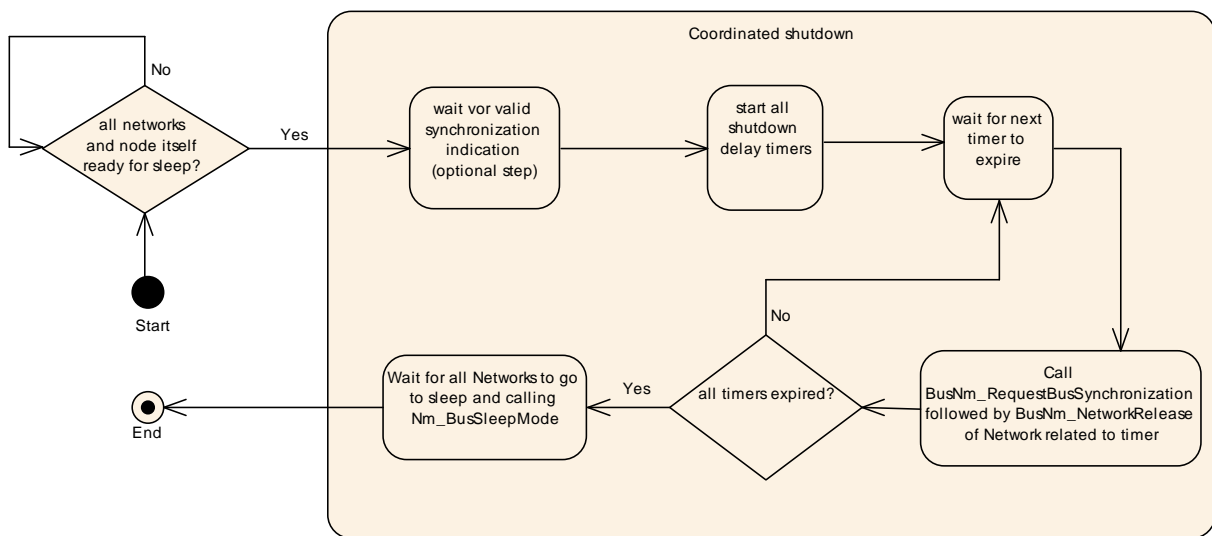 Coordinated shutdown
No
all networks
and node itself
ready for sleep?
Yes
wait vor valid
synchronization
indication
(optional step)
start all
shutdown
delay timers
wait for next
timer to
expire
Start
No
all timers expired?
Yes
Call
BusNm_RequestBusSynchronization
followed by BusNm_NetworkRelease
of Network related to timer
Wait for all Networks to go
to sleep and calling
Nm_BusSleepMode
End